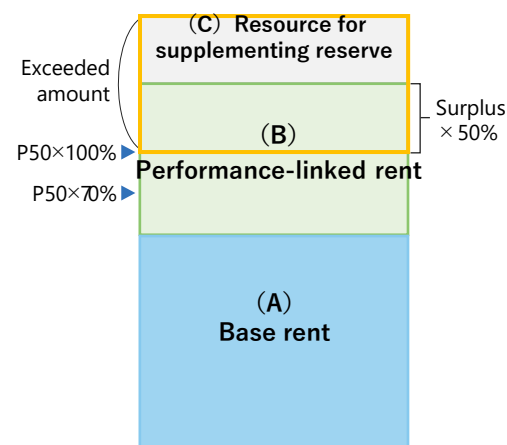 （C）Resource for
supplementing reserve
Exceeded
amount
Surplus
×50%
（B）
P50×100%
Performance-linked rent
P50×70%
（A）
Base rent